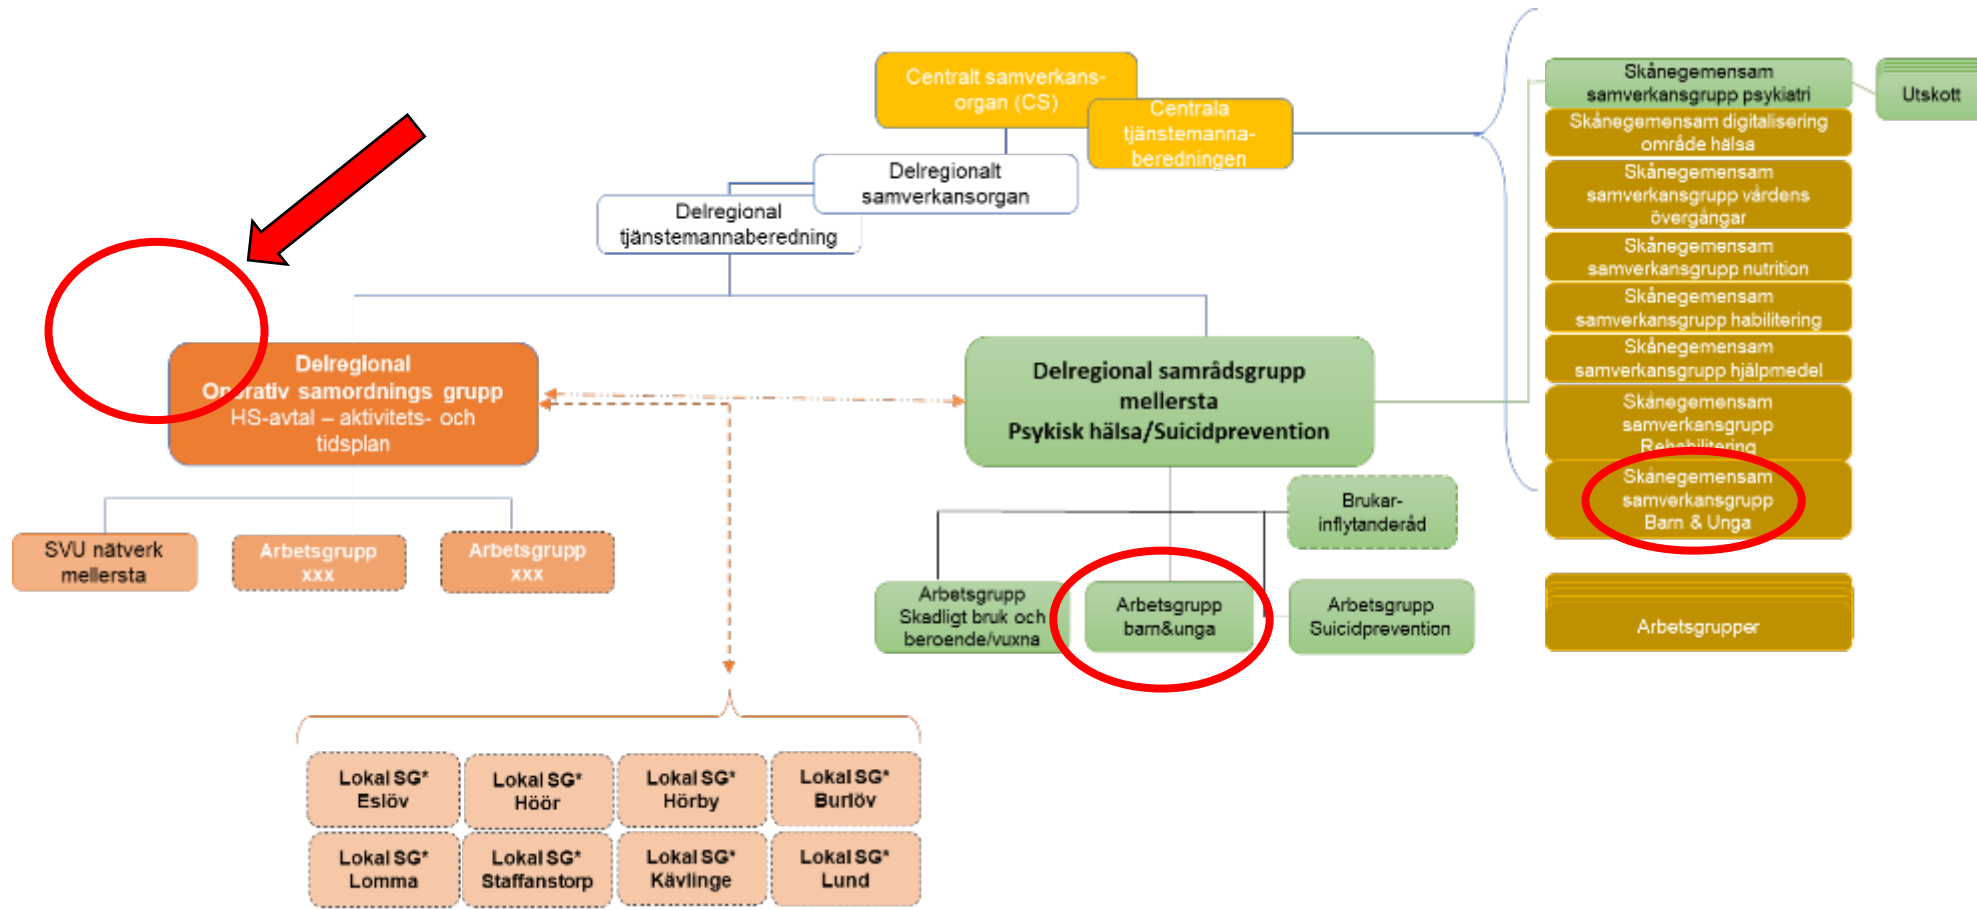 Centralt samverkans-
organ (CS)
Centrala
tjänstemanna-
beredningen
Delregionalt
samverkansorgan
Delregional
tjänstemannaberedning
Skånegemensam
samverkansgrupp psykiatri
Utskott
Skånegemensam digitalisering
område hälsa
Skånegemensam
samverkansgrupp vårdens
övergångar
Skånegemensam
samverkansgrupp nutrition
Skånegemensam
samverkansgrupp habilitering
Skånegemensam
samverkansgrupp hjälpmedel
Skånegemensam
samverkansgrupp
Rehabilitering
Skånegemensam
samverkansgrupp
Barn & Unga
Arbetsgrupper
Delregional
Operativ samordnings grupp
HS-avtal – aktivitets- och
tidsplan
Delregional samrådsgrupp
mellersta
Psykisk hälsa/Suicidprevention
Brukar-
inflytanderåd
SVU nätverk
mellersta
Arbetsgrupp
xxx
Arbetsgrupp
xxx
Arbetsgrupp
Skadligt bruk och
beroende/vuxna
Arbetsgrupp
barn&unga
Arbetsgrupp
Suicidprevention
Lokal SG*
Eslöv
Lokal SG*
Höör
Lokal SG*
Hörby
Lokal SG*
Burlöv
Lokal SG*
Lomma
Lokal SG*
Staffanstorp
Lokal SG*
Kävlinge
Lokal SG*
Lund